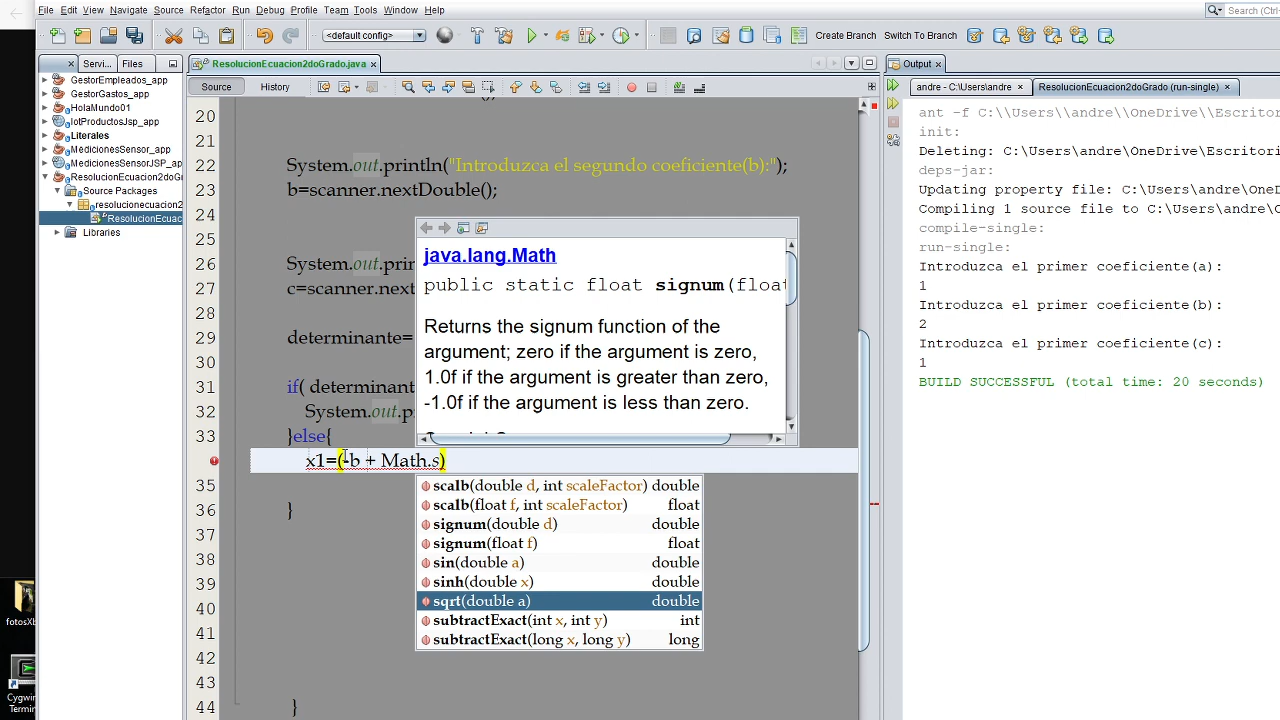 File Edit View Navigate Source Refactor Run Debug Profile Team Tools Window Help
Search (Ctrl+
<default config> Create Branch Switch To Branch
Servi... Files
ResolucionEcuacion2doGrado.java
Output
Source History
andre - C:\Users\andre
ResolucionEcuacion2doGrado (run-single)
GestorEmpleados_app
GestorGastos_app
HolaMundo01
IotProductosJsp_app
Literales
MedicionesSensor_app
MedicionesSensorJSP_ap
ResolucionEcuacion2doG
Source Packages
resolucionecuacion2
ResolucionEcuac
Libraries
20
21
22 System.out.println("Introduzca el segundo coeficiente(b):");
23 b=scanner.nextDouble();
24
25
26 System.out.prin
27 c=scanner.next
28
29 determinante=
30
31 if( determinant
32 System.out.p
33 }else{
x1=(-b + Math.s)
35
36 }
37
38
39
40
41
42
43
44 }
java.lang.Math
public static float signum(float
Returns the signum function of the
argument; zero if the argument is zero,
1.0f if the argument is greater than zero,
-1.0f if the argument is less than zero.
scalb(double d, int scaleFactor) double
scalb(float f, int scaleFactor) float
signum(double d) double
signum(float f) float
sin(double a) double
sinh(double x) double
sqrt(double a) double
subtractExact(int x, int y) int
subtractExact(long x, long y) long
ant -f C:\\Users\\andre\\OneDrive\\Escritori
init:
Deleting: C:\Users\andre\OneDrive\Escritori
deps-jar:
Updating property file: C:\Users\andre\OneD
Compiling 1 source file to C:\Users\andre\O
compile-single:
run-single:
Introduzca el primer coeficiente(a):
1
Introduzca el primer coeficiente(b):
2
Introduzca el primer coeficiente(c):
1
BUILD SUCCESSFUL (total time: 20 seconds)
fotosXb
Cygwin